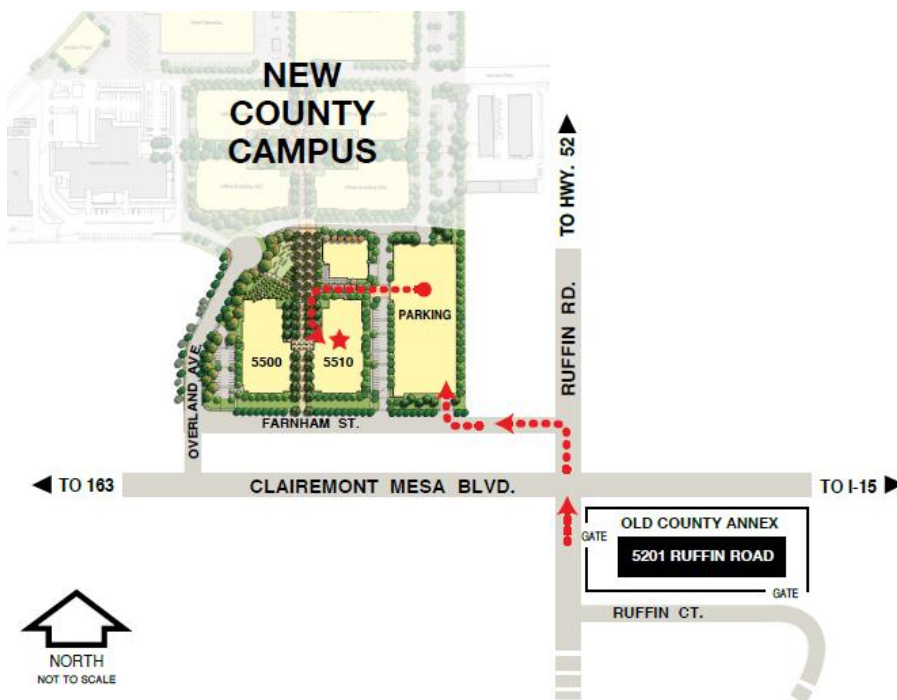 NEW
COUNTY
CAMPUS
TO HWY. 52
RUFFIN RD.
PARKING
5500
5510
OVERLAND AVE.
FARNHAM ST.
TO 163
CLAIREMONT MESA BLVD.
TO I-15
OLD COUNTY ANNEX
GATE
5201 RUFFIN ROAD
GATE
RUFFIN CT.
NORTH
NOT TO SCALE